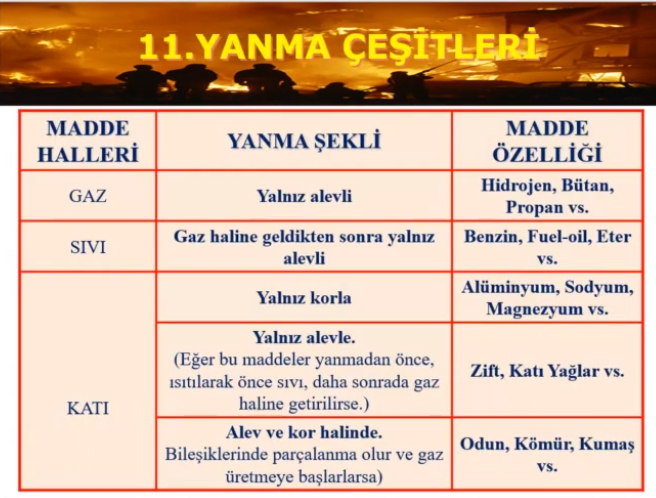 11.YANMA ÇEŞİTLERİ
MADDE
HALLERİ
YANMA ŞEKLİ
MADDE
ÖZELLİĞİ
GAZ
Yalnız alevli
Hidrojen, Bütan,
Propan vs.
SIVI
Gaz haline geldikten sonra yalnız
alevli
Benzin, Fuel-oil, Eter
vs.
KATI
Yalnız korla
Alüminyum, Sodyum,
Magnezyum vs.
Yalnız alevle.
(Eğer bu maddeler yanmadan önce,
ısıtılarak önce sıvı, daha sonrada gaz
haline getirilirse.)
Zift, Katı Yağlar vs.
Alev ve kor halinde.
Bileşiklerinde parçalanma olur ve gaz
üretmeye başlarlarsa)
Odun, Kömür, Kumaş
vs.